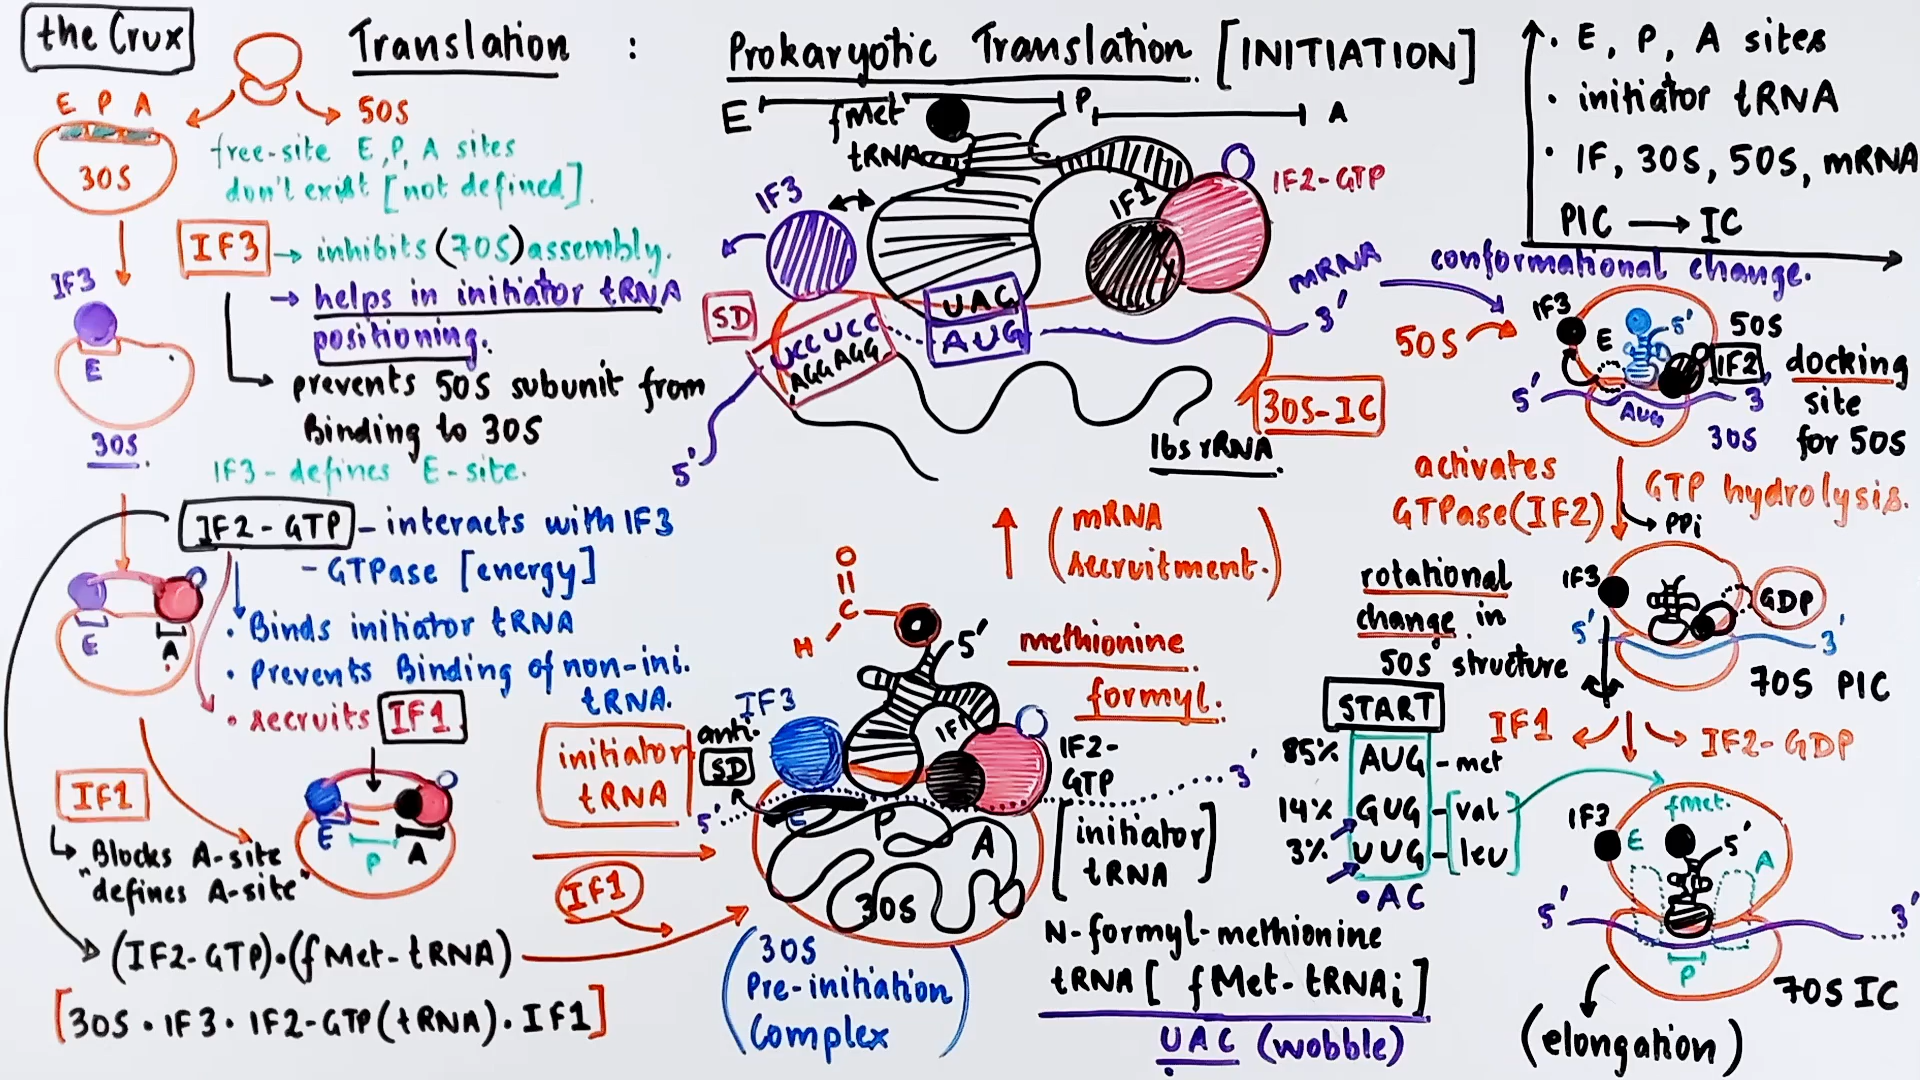 the Crux
Translation : Prokaryotic Translation [INITIATION]
E P A
30S
50S
free-site E, P, A sites
don't exist [not defined].
IF3
E
30S
IF3 → inhibits (70S) assembly.
→ helps in initiator tRNA
positioning.
prevents 50S subunit from
Binding to 30S
IF3 - defines E-site.
IF2-GTP - interacts with IF3
- GTPase [energy]
• Binds initiator tRNA
• Prevents Binding of non-ini.
tRNA.
• recruits IF1
E
A
IF1
Blocks A-site
"defines A-site"
E P A
(IF2-GTP)•(fMet-tRNA)
[30S • IF3 • IF2-GTP(tRNA) • IF1]
E P A
fMet
tRNA
IF3
IF1
IF2-GTP
mRNA
3'
SD
UCCUCC
AGGAGG
UAC
AUG
5'
16s rRNA
30S-IC
(mRNA
recruitment.)
O
C
H
5'
methionine
formyl.
initiator
tRNA
IF1
IF3
anti-
SD
IF1
IF2-
GTP
5'
3'
E P A
30S
[initiator
tRNA]
(30S
Pre-initiation
Complex)
N-formyl-methionine
tRNA [fMet-tRNAi]
UAC (wobble)
START
85% AUG - met
14% GUG - [val
3% UUG - leu]
• AC
• E, P, A sites
• initiator tRNA
• IF, 30S, 50S, mRNA
PIC → IC
conformational change.
50S
IF3
E
5'
50S
IF2
docking
site
for 50S
5'
AUG
3'
30S
activates
GTPase (IF2)
GTP hydrolysis.
PPi
rotational
change in
50S structure
IF3
GDP
5'
3'
70S PIC
IF1
IF2-GDP
IF3
fMet.
E
5'
A
5'
3'
P
70S IC
(elongation)